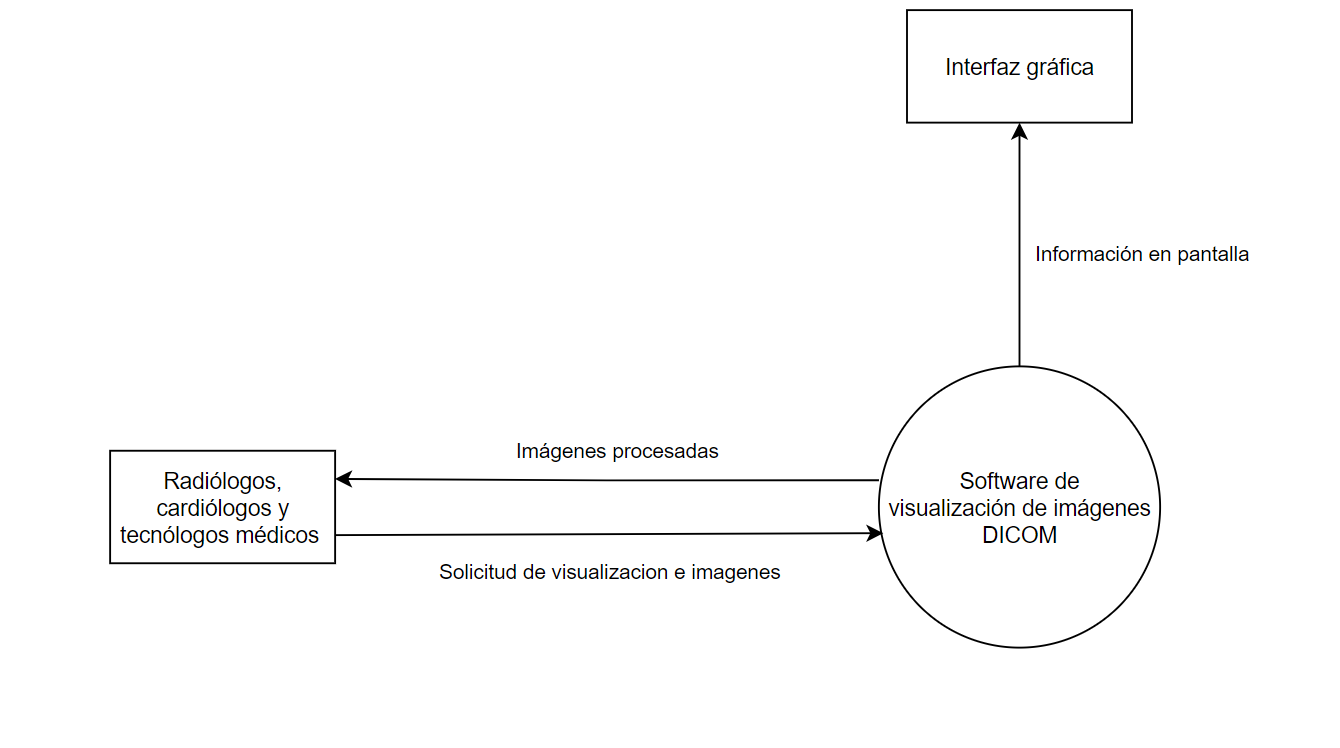 Interfaz gráfica
Información en pantalla
Imágenes procesadas
Radiólogos,
cardiólogos y
tecnólogos médicos
Software de
visualización de imágenes
DICOM
Solicitud de visualizacion e imagenes